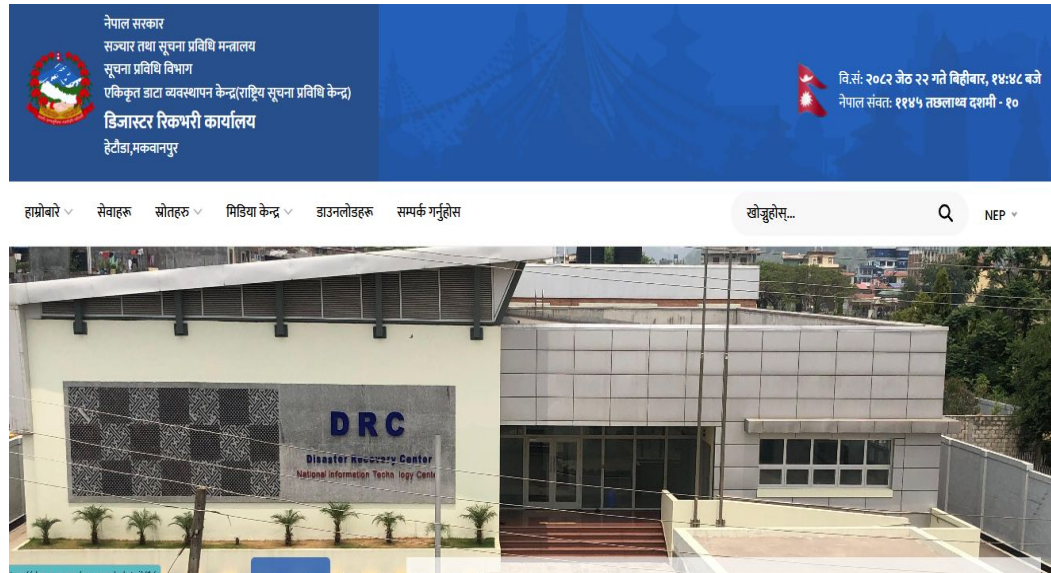 नेपाल सरकार
सञ्चार तथा सूचना प्रविधि मन्त्रालय
सूचना प्रविधि विभाग
एकिकृत डाटा व्यवस्थापन केन्द्र(राष्ट्रिय सूचना प्रविधि केन्द्र)
डिजास्टर रिकभरी कार्यालय
हेटौडा,मकवानपुर
वि.सं: २०८२ जेठ २२ गते बिहीबार, १४:४८ बजे
नेपाल संवत: ११४५ तछलाथ्व दशमी - १०
हाम्रोबारे सेवाहरू स्रोतहरु मिडिया केन्द्र डाउनलोडहरू सम्पर्क गर्नुहोस
खोज्नुहोस्... NEP
DRC
Disaster Recovery Center
National Information Technology Center